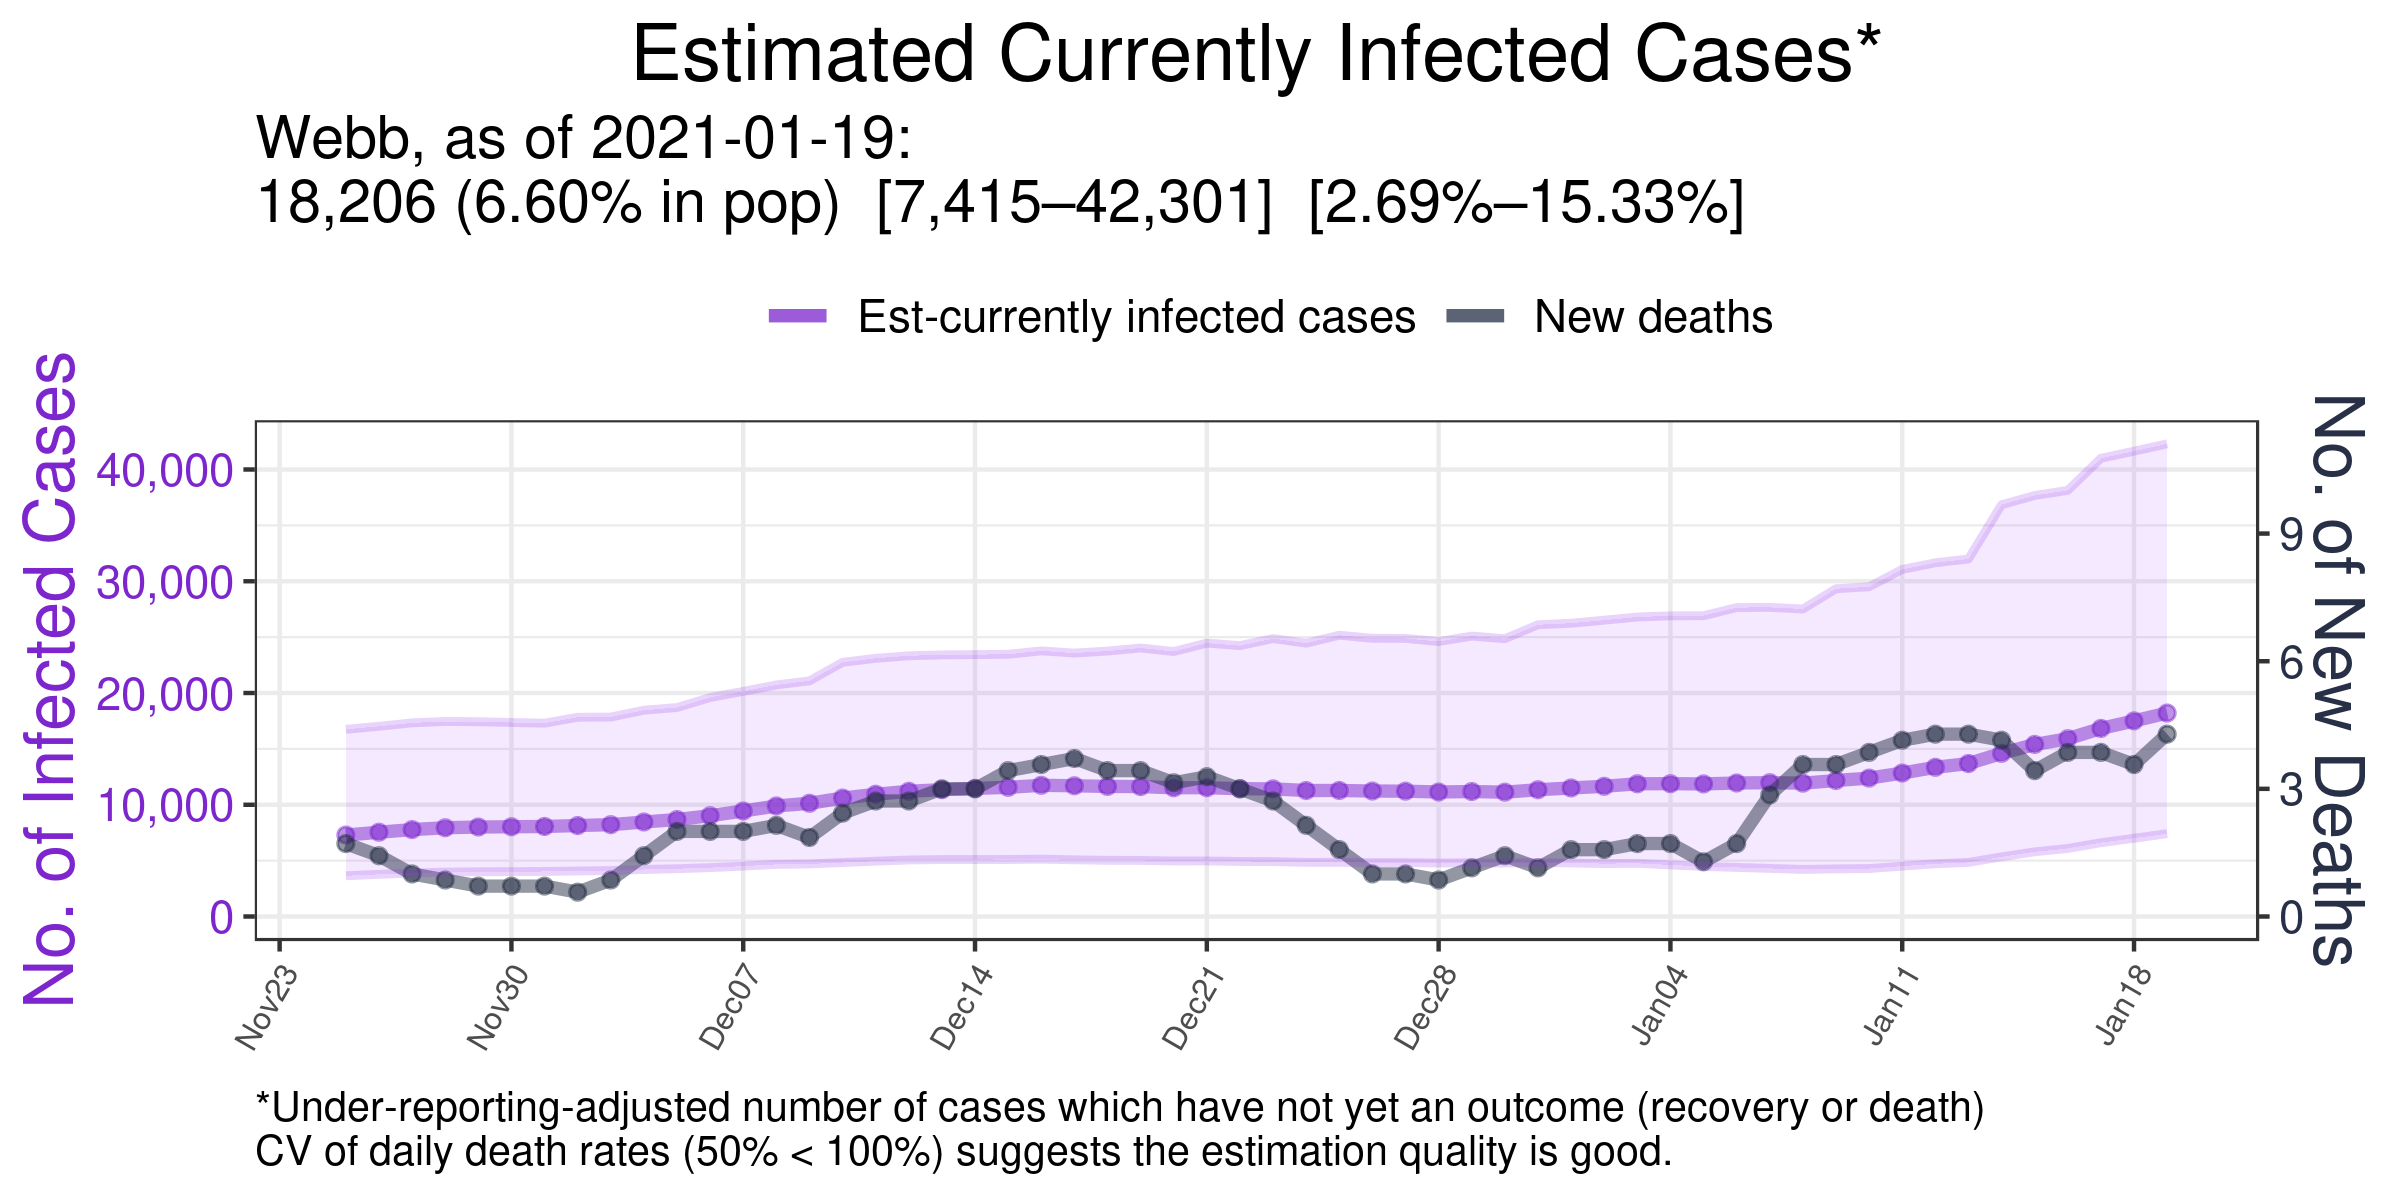 Estimated Currently Infected Cases*
Webb, as of 2021-01-19:
18,206 (6.60% in pop)  [7,415–42,301]  [2.69%–15.33%]
Est-currently infected cases
New deaths
No. of Infected Cases
40,000
30,000
20,000
10,000
0
9
6
3
0
No. of New Deaths
Nov23
Nov30
Dec07
Dec14
Dec21
Dec28
Jan04
Jan11
Jan18
*Under-reporting-adjusted number of cases which have not yet an outcome (recovery or death)
CV of daily death rates (50% < 100%) suggests the estimation quality is good.